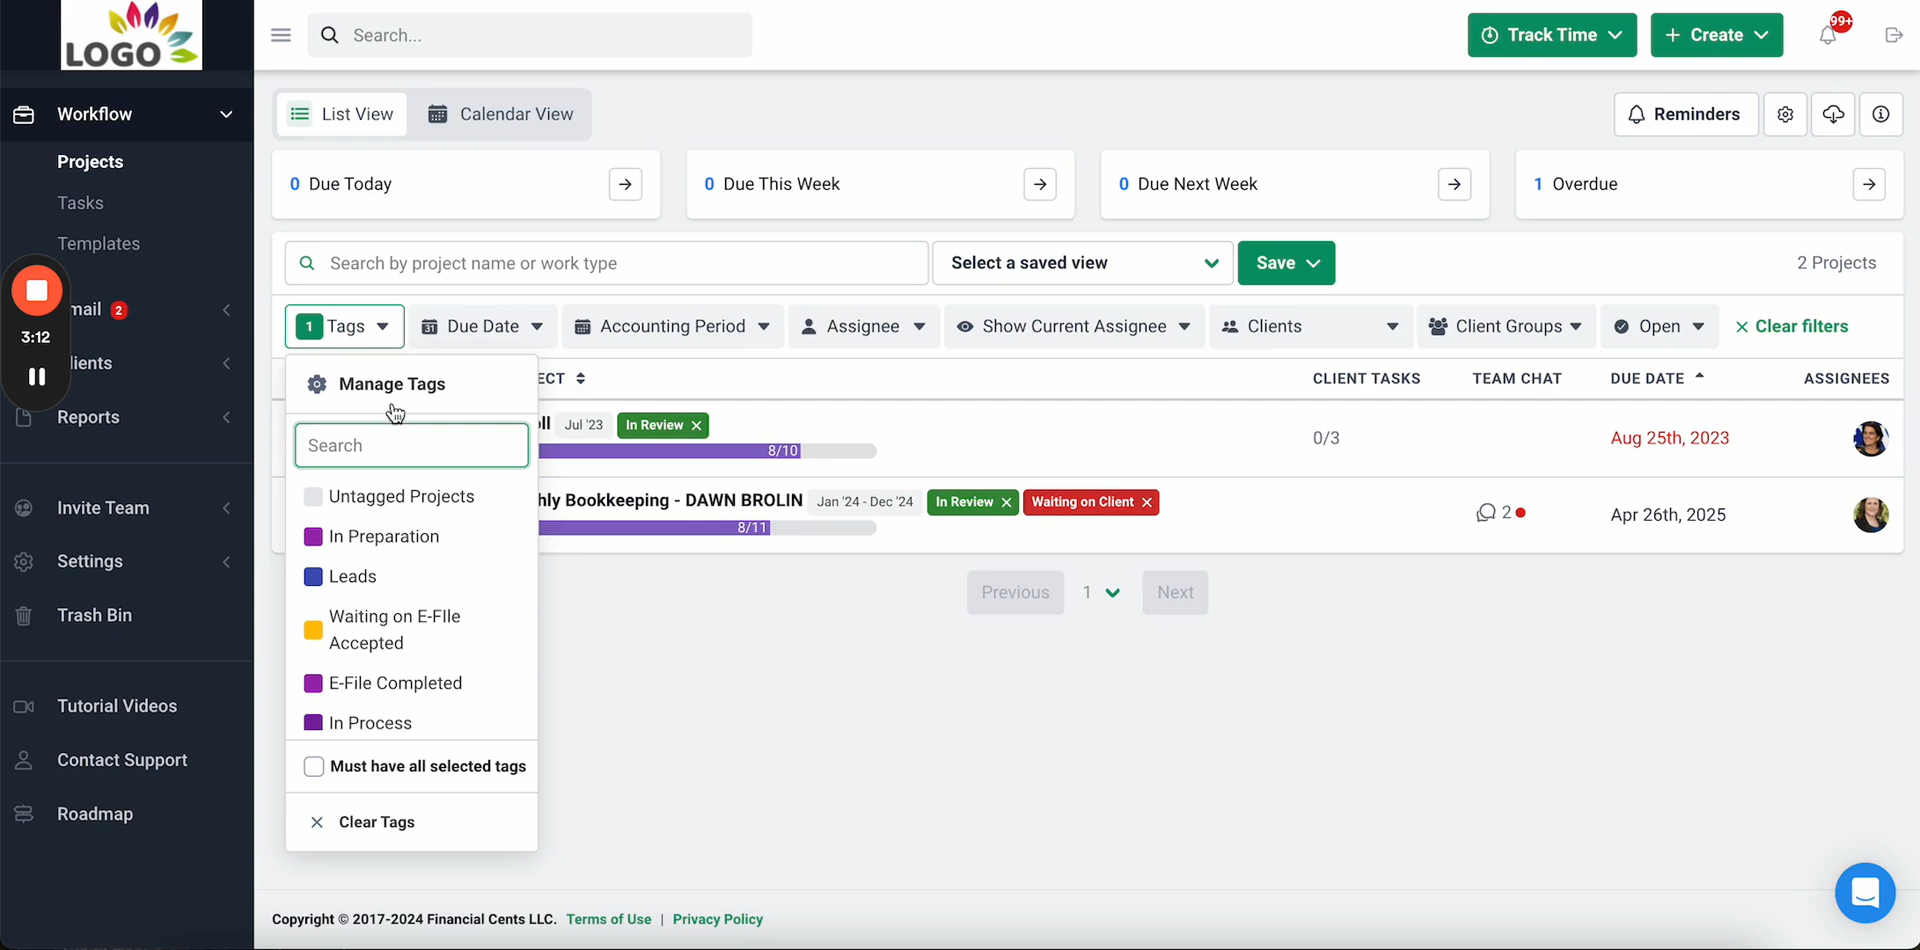 LOGO
Search...
Track Time
Create
99+
Workflow
List View
Calendar View
Reminders
Projects
0 Due Today
0 Due This Week
0 Due Next Week
1 Overdue
Tasks
Templates
Search by project name or work type
Select a saved view
Save
2 Projects
mail 2
3:12
1 Tags
31 Due Date
Accounting Period
Assignee
Show Current Assignee
Clients
Client Groups
Open
Clear filters
lients
Manage Tags
ECT
CLIENT TASKS
TEAM CHAT
DUE DATE
ASSIGNEES
Reports
ll
Jul '23
In Review
8/10
0/3
Aug 25th, 2023
Search
Untagged Projects
hly Bookkeeping - DAWN BROLIN
Jan '24 - Dec '24
In Review
Waiting on Client
8/11
2
Apr 26th, 2025
Invite Team
In Preparation
Settings
Leads
Previous
1
Next
Trash Bin
Waiting on E-FIle
Accepted
E-File Completed
Tutorial Videos
In Process
Contact Support
Must have all selected tags
Roadmap
Clear Tags
Copyright © 2017-2024 Financial Cents LLC. Terms of Use | Privacy Policy